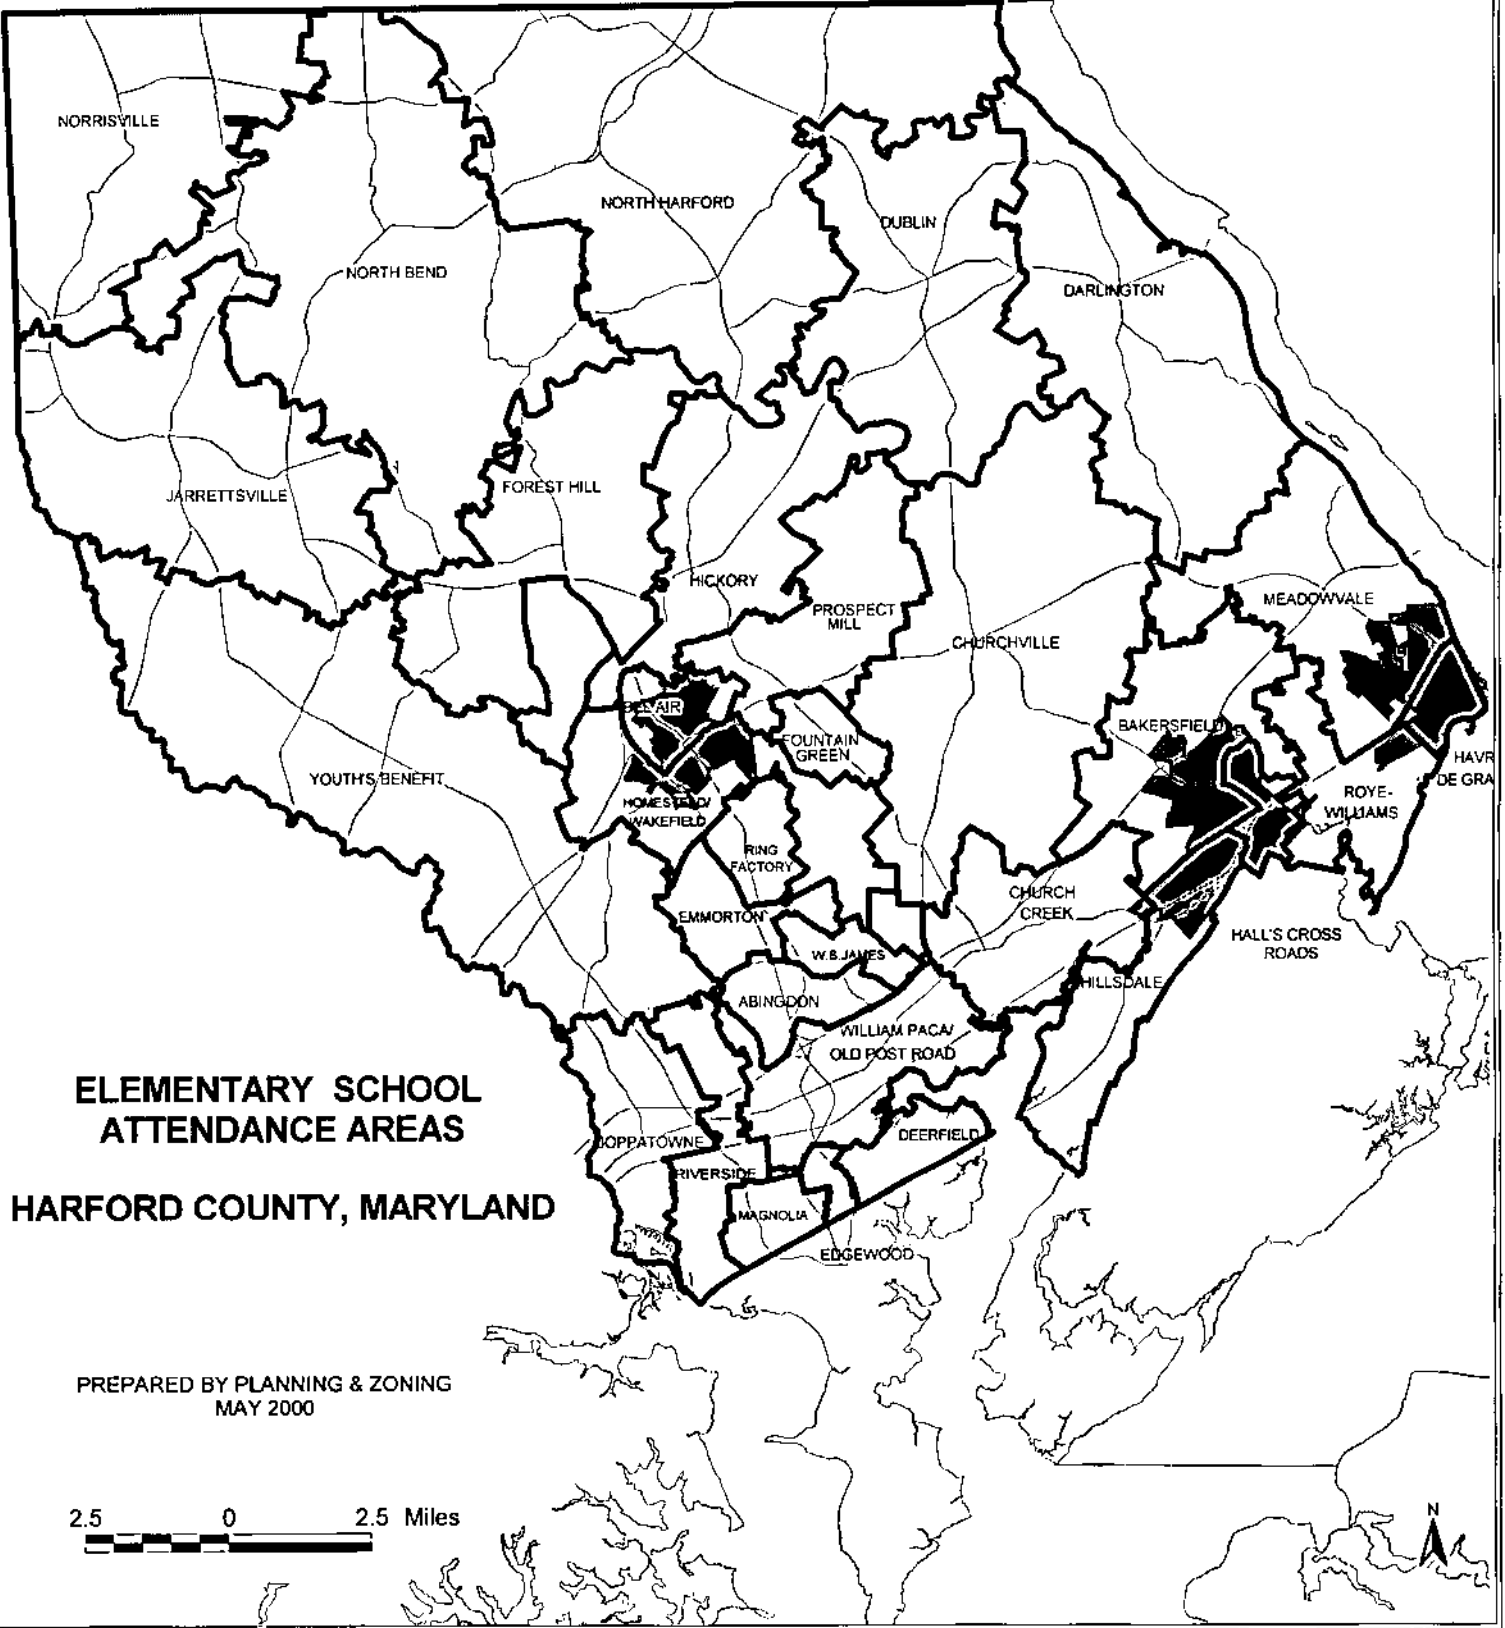 NORRISVILLE
NORTH HARFORD
DUBLIN
NORTH BEND
DARLINGTON
JARRETTSVILLE
FOREST HILL
HICKORY
PROSPECT
MILL
MEADOWVALE
CHURCHVILLE
BEL AIR
BAKERSFIELD
FOUNTAIN
GREEN
HAVR
DE GRA
YOUTH'S BENEFIT
HOMESTEAD/
WAKEFIELD
ROYE-
WILLIAMS
RING
FACTORY
CHURCH
CREEK
EMMORTON
HALL'S CROSS
ROADS
W.B.JAMES
HILLSDALE
ABINGDON
WILLIAM PACA/
OLD POST ROAD
ELEMENTARY SCHOOL
ATTENDANCE AREAS
JOPPATOWNE
DEERFIELD
RIVERSIDE
HARFORD COUNTY, MARYLAND
MAGNOLIA
EDGEWOOD
PREPARED BY PLANNING & ZONING
MAY 2000
2.5 0 2.5 Miles
N